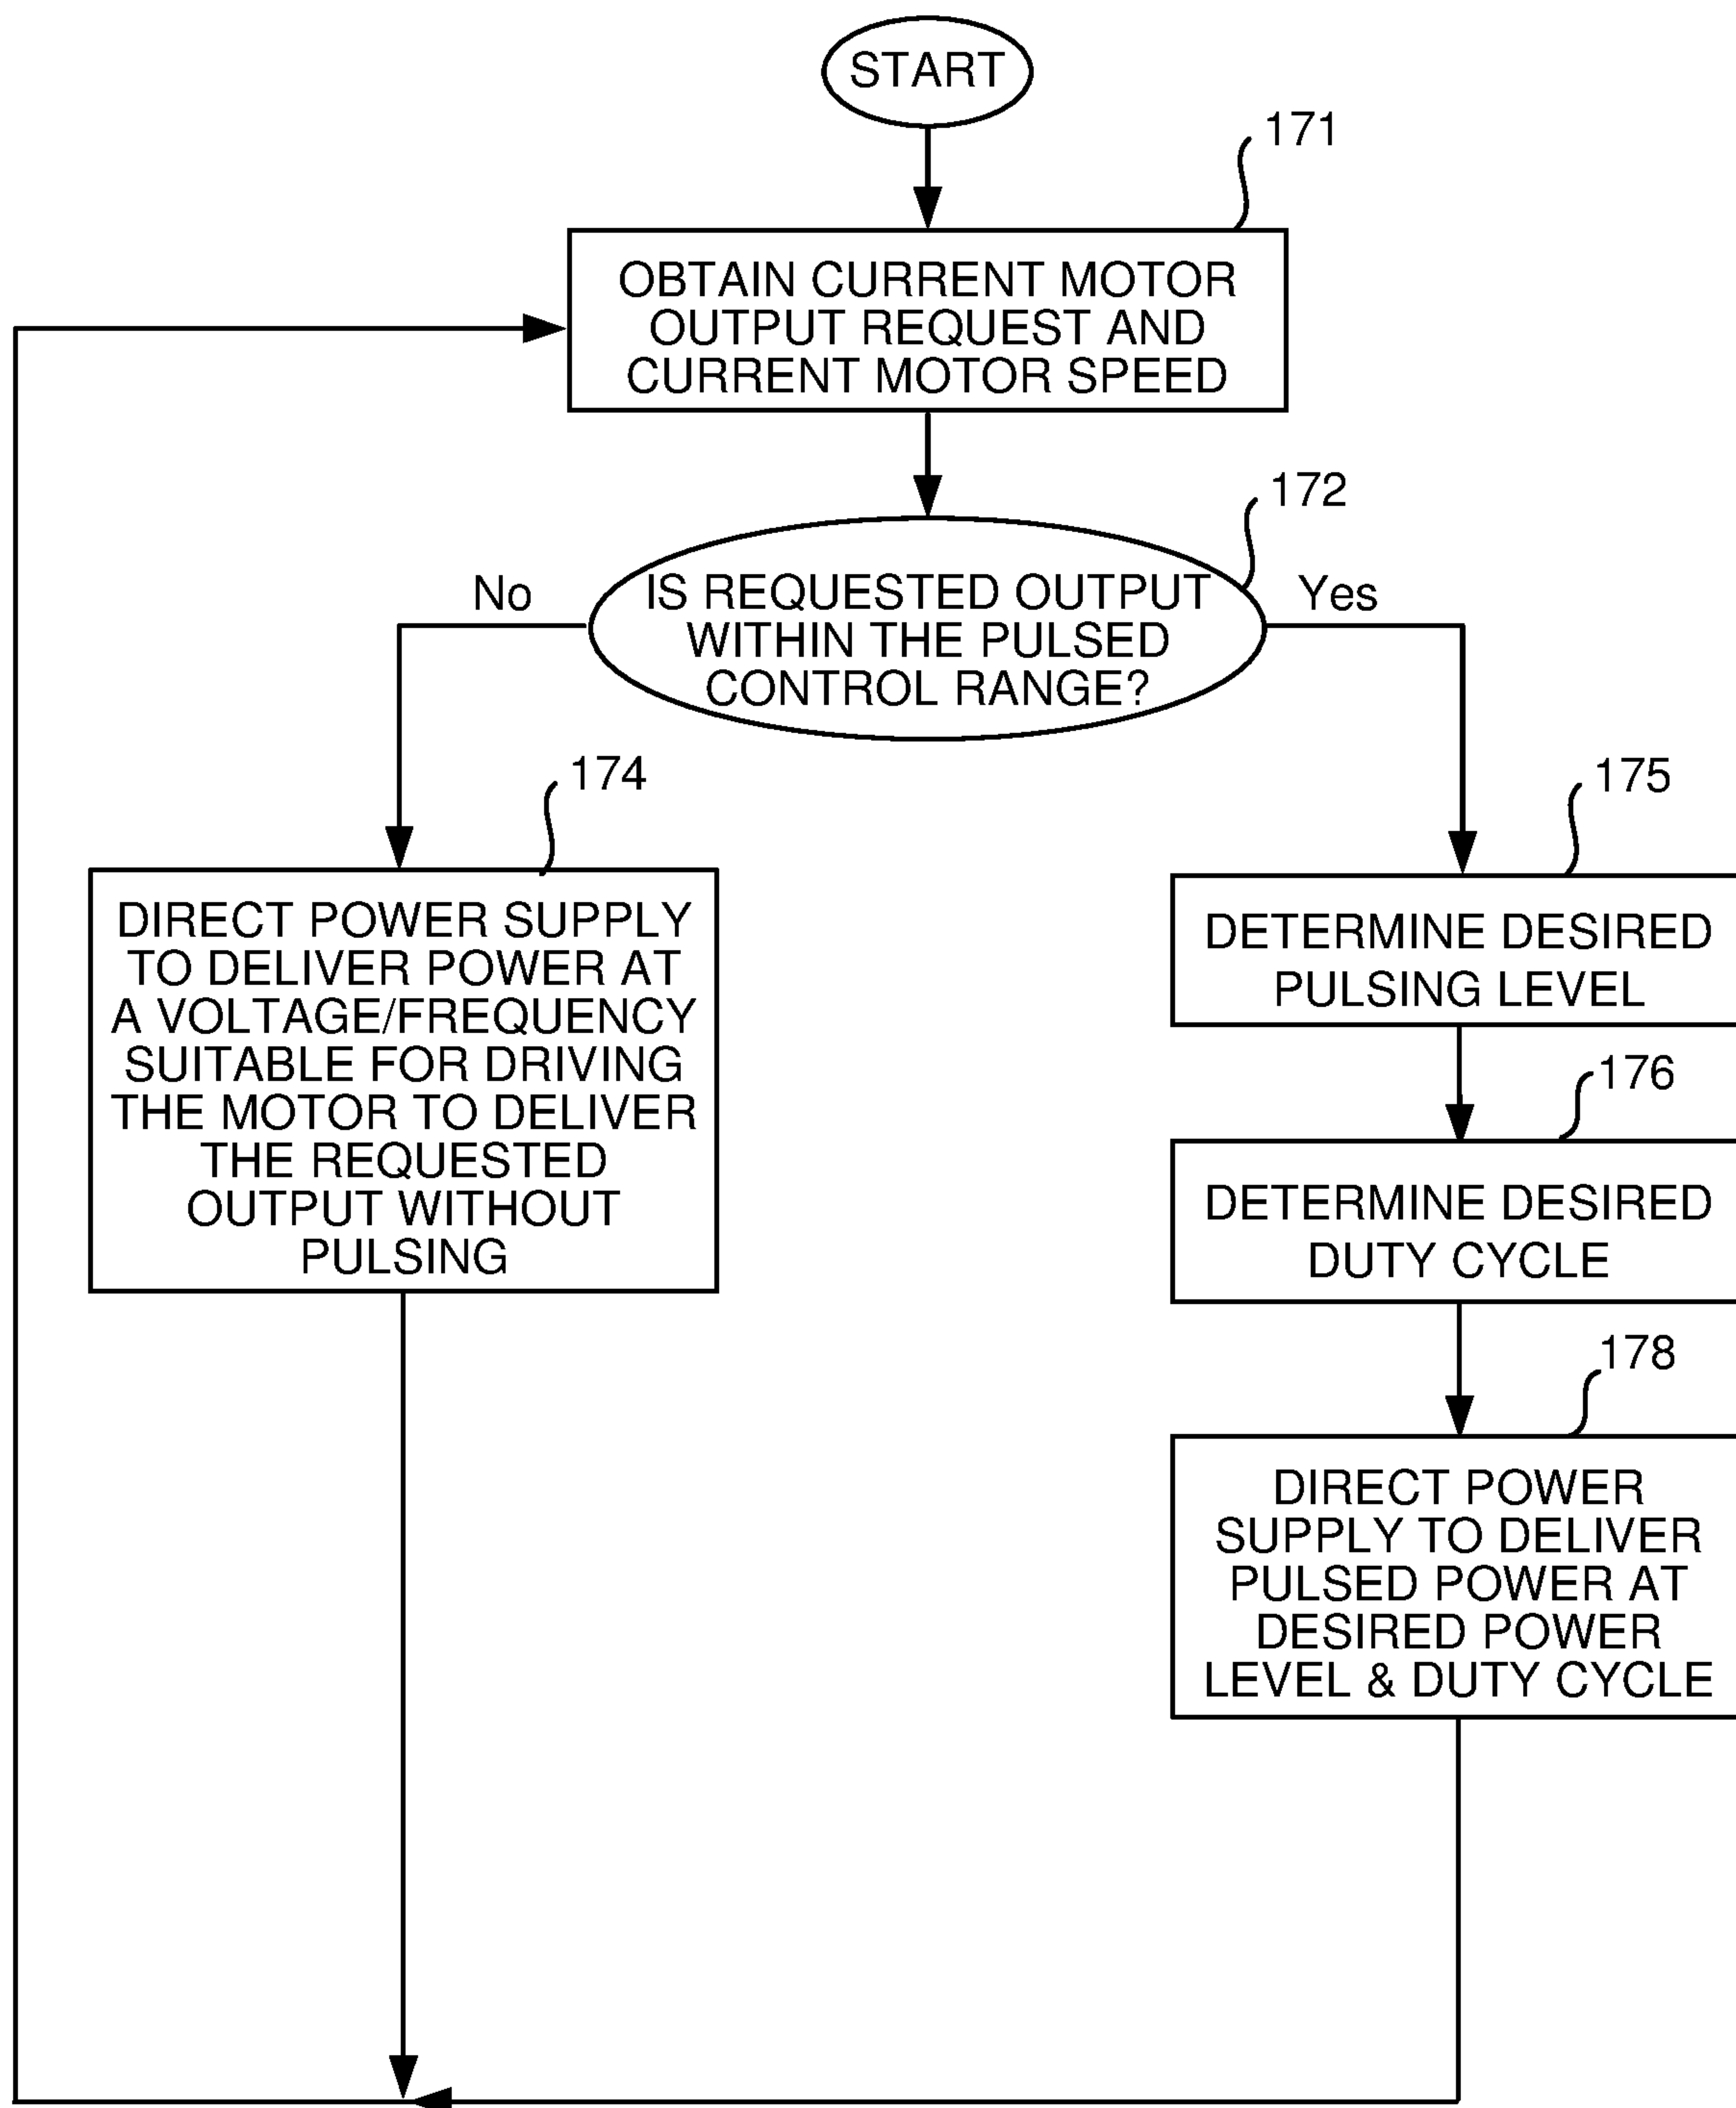 START
171
OBTAIN CURRENT MOTOR
OUTPUT REQUEST AND
CURRENT MOTOR SPEED
172
No
IS REQUESTED OUTPUT
WITHIN THE PULSED
CONTROL RANGE?
Yes
174
DIRECT POWER SUPPLY
TO DELIVER POWER AT
A VOLTAGE/FREQUENCY
SUITABLE FOR DRIVING
THE MOTOR TO DELIVER
THE REQUESTED
OUTPUT WITHOUT
PULSING
175
DETERMINE DESIRED
PULSING LEVEL
176
DETERMINE DESIRED
DUTY CYCLE
178
DIRECT POWER
SUPPLY TO DELIVER
PULSED POWER AT
DESIRED POWER
LEVEL & DUTY CYCLE